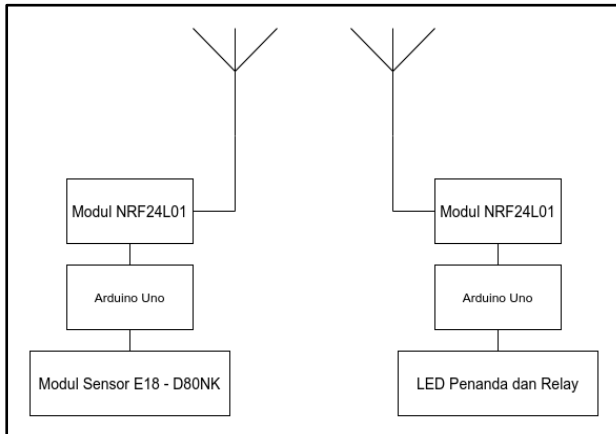 Modul NRF24L01
Arduino Uno
Modul Sensor E18 - D80NK
Modul NRF24L01
Arduino Uno
LED Penanda dan Relay